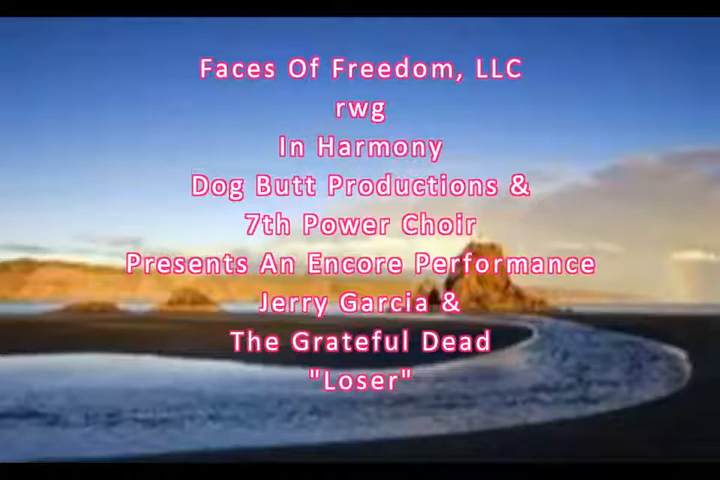 Faces Of Freedom, LLC
rwg
In Harmony
Dog Butt Productions &
7th Power Choir
Presents An Encore Performance
Jerry Garcia &
The Grateful Dead
"Loser"